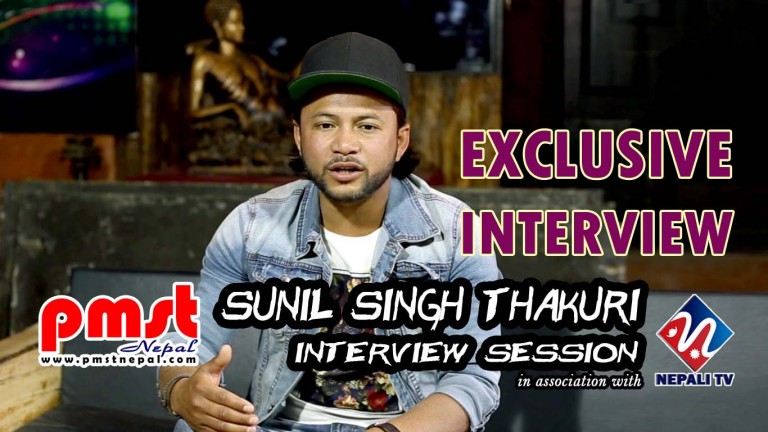 EXCLUSIVE
INTERVIEW
pmst
Nepal
www.pmstnepal.com
SUNIL SINGH THAKURI
INTERVIEW SESSION
in association with
NEPALI TV